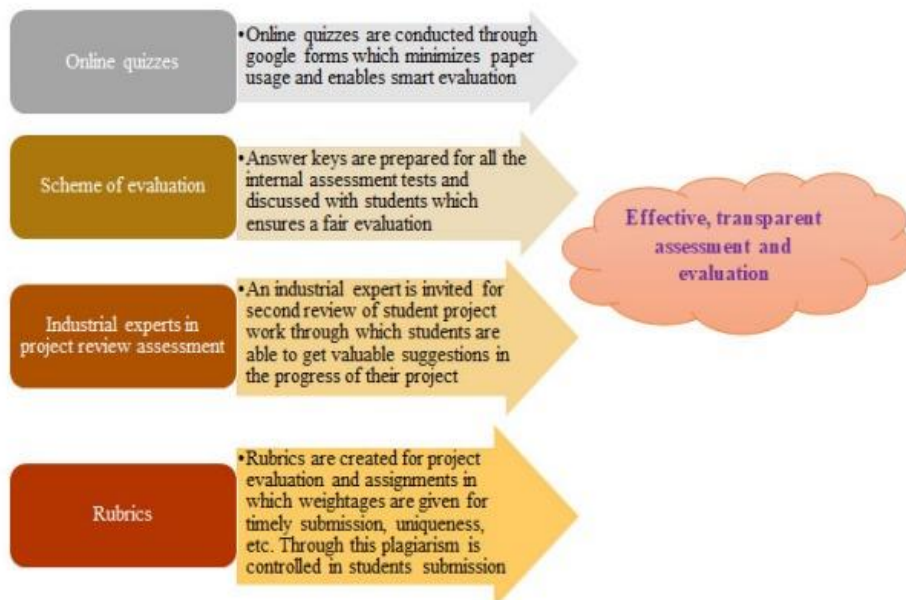 Online quizzes
•Online quizzes are conducted through
google forms which minimizes paper
usage and enables smart evaluation
Scheme of evaluation
•Answer keys are prepared for all the
internal assessment tests and
discussed with students which
ensures a fair evaluation
Effective, transparent
assessment and
evaluation
Industrial experts in
project review assessment
•An industrial expert is invited for
second review of student project
work through which students are
able to get valuable suggestions in
the progress of their project
Rubrics
•Rubrics are created for project
evaluation and assignments in
which weightages are given for
timely submission, uniqueness,
etc. Through this plagiarism is
controlled in students submission